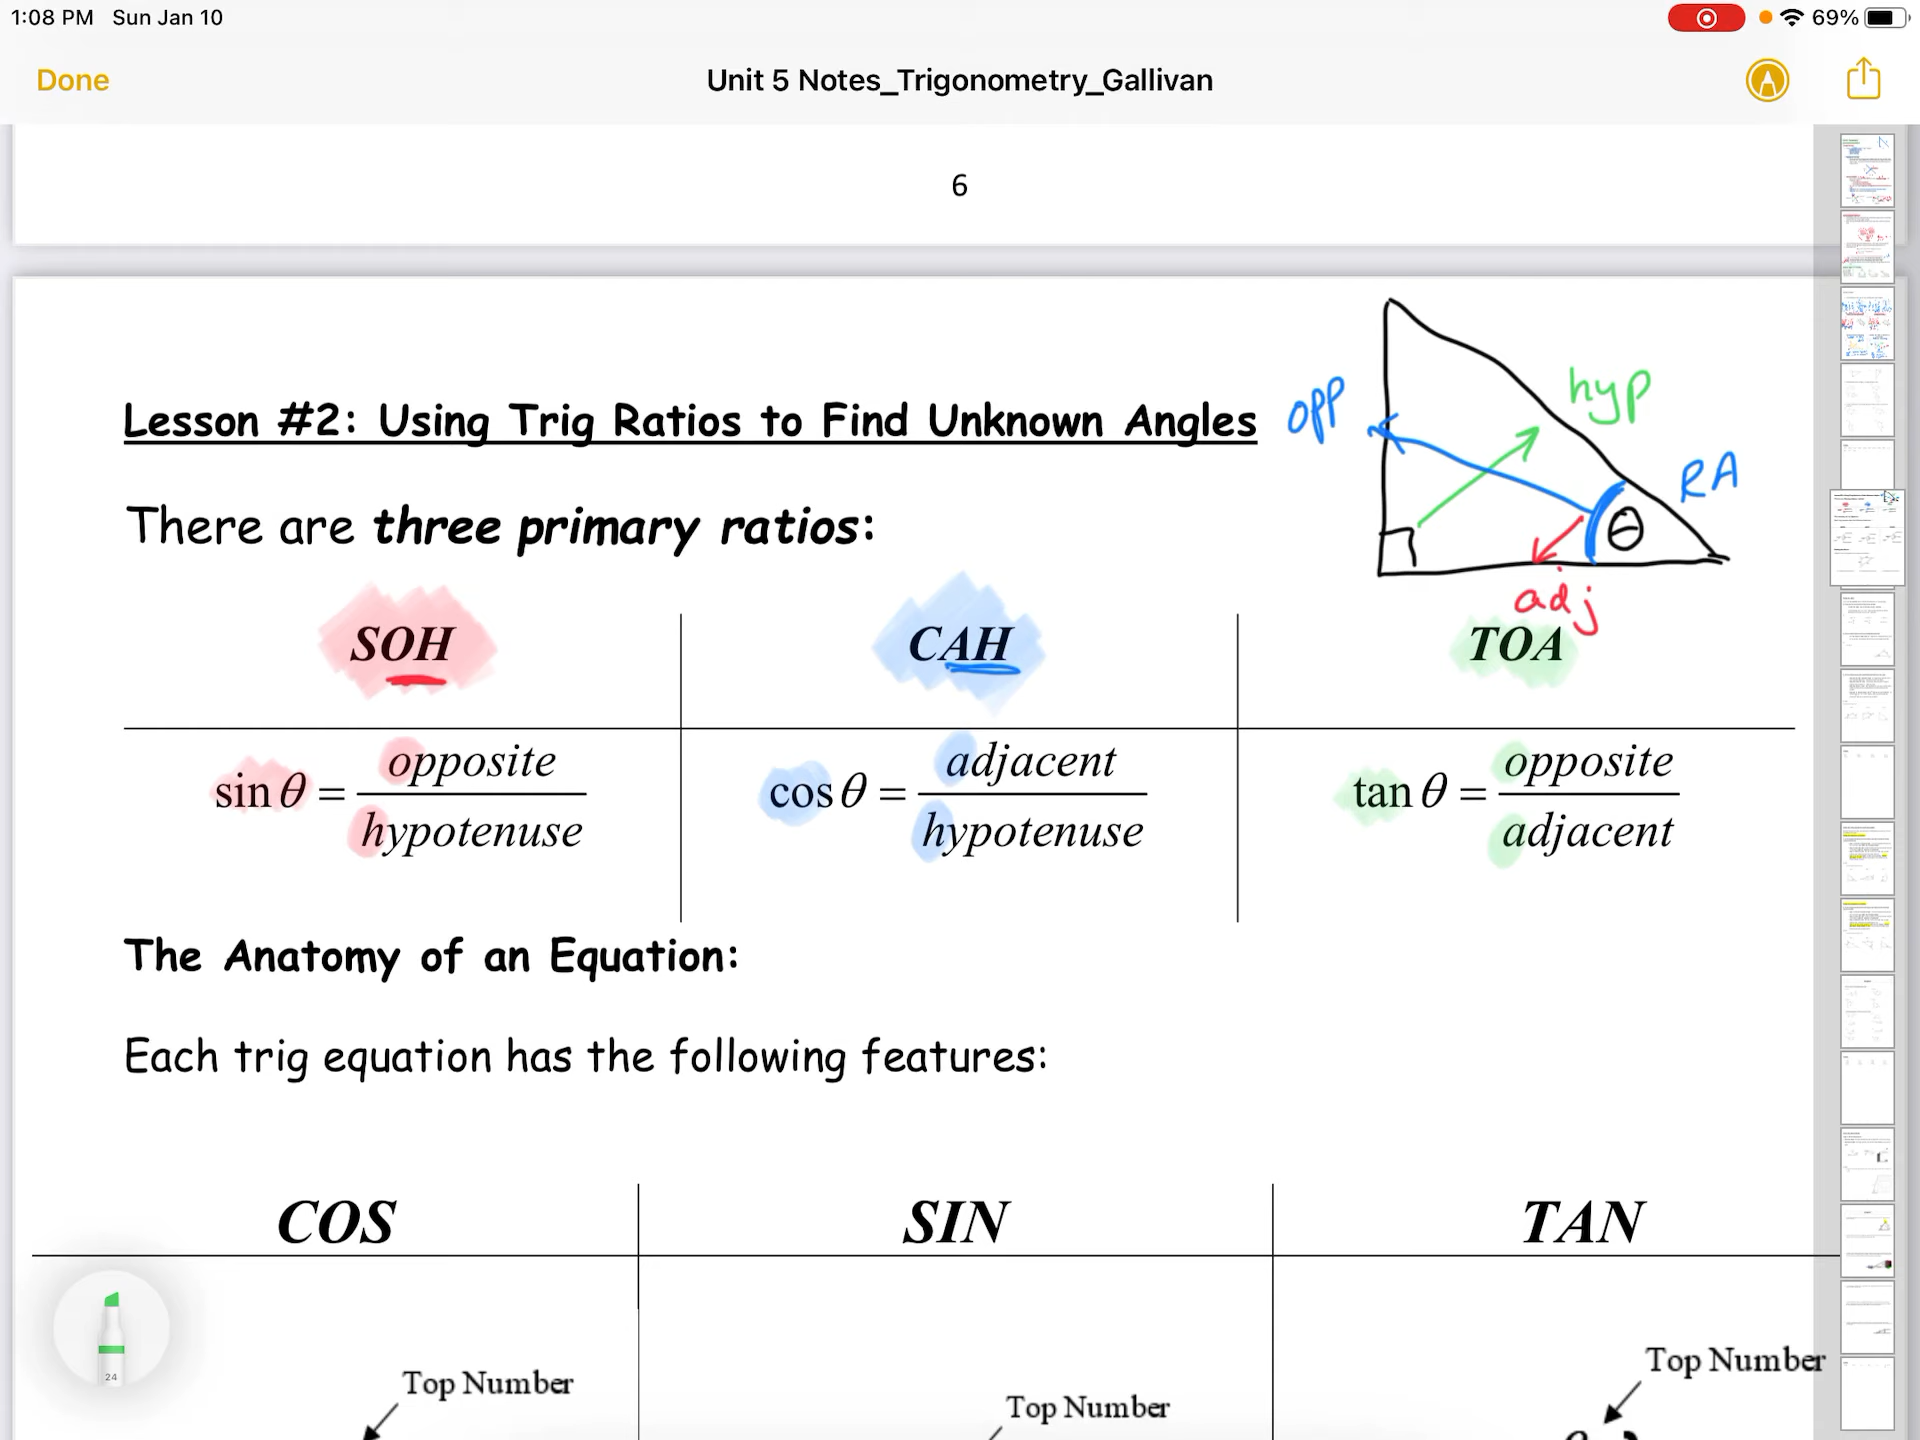 1:08 PM Sun Jan 10
69%
Done
Unit 5 Notes_Trigonometry_Gallivan
6
Lesson #2: Using Trig Ratios to Find Unknown Angles
opp
hyp
RA
θ
adj
There are three primary ratios:
SOH
CAH
TOA
sin θ = opposite / hypotenuse
cos θ = adjacent / hypotenuse
tan θ = opposite / adjacent
The Anatomy of an Equation:
Each trig equation has the following features:
COS
SIN
TAN
Top Number
Top Number
Top Number
24